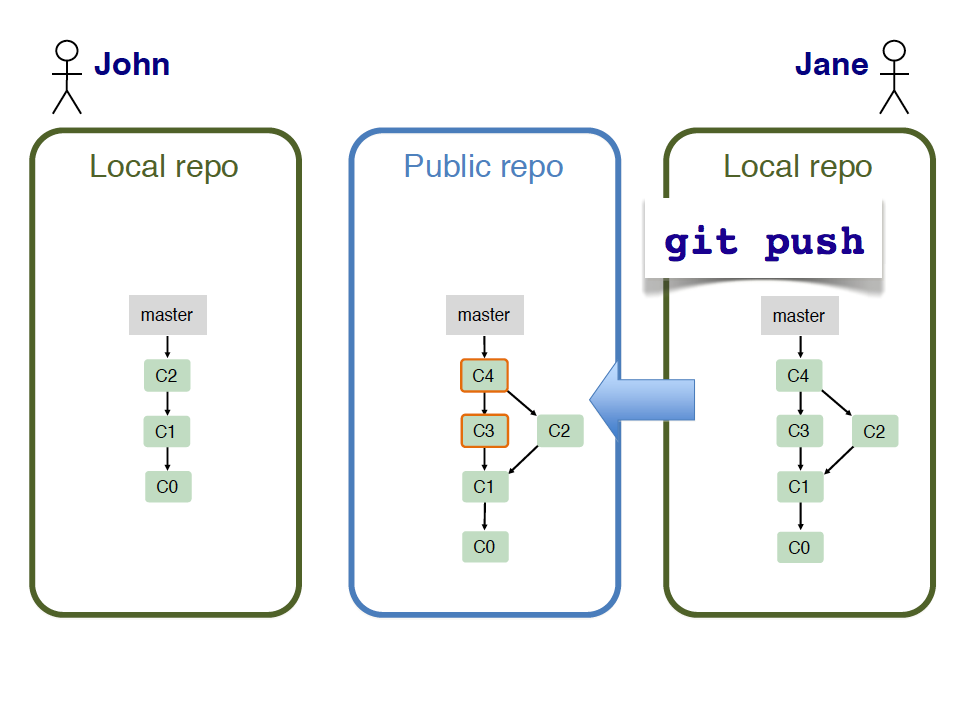 John
Jane
Local repo
Public repo
Local repo
git push
master
C2
C1
C0
master
C4
C3
C2
C1
C0
master
C4
C3
C2
C1
C0